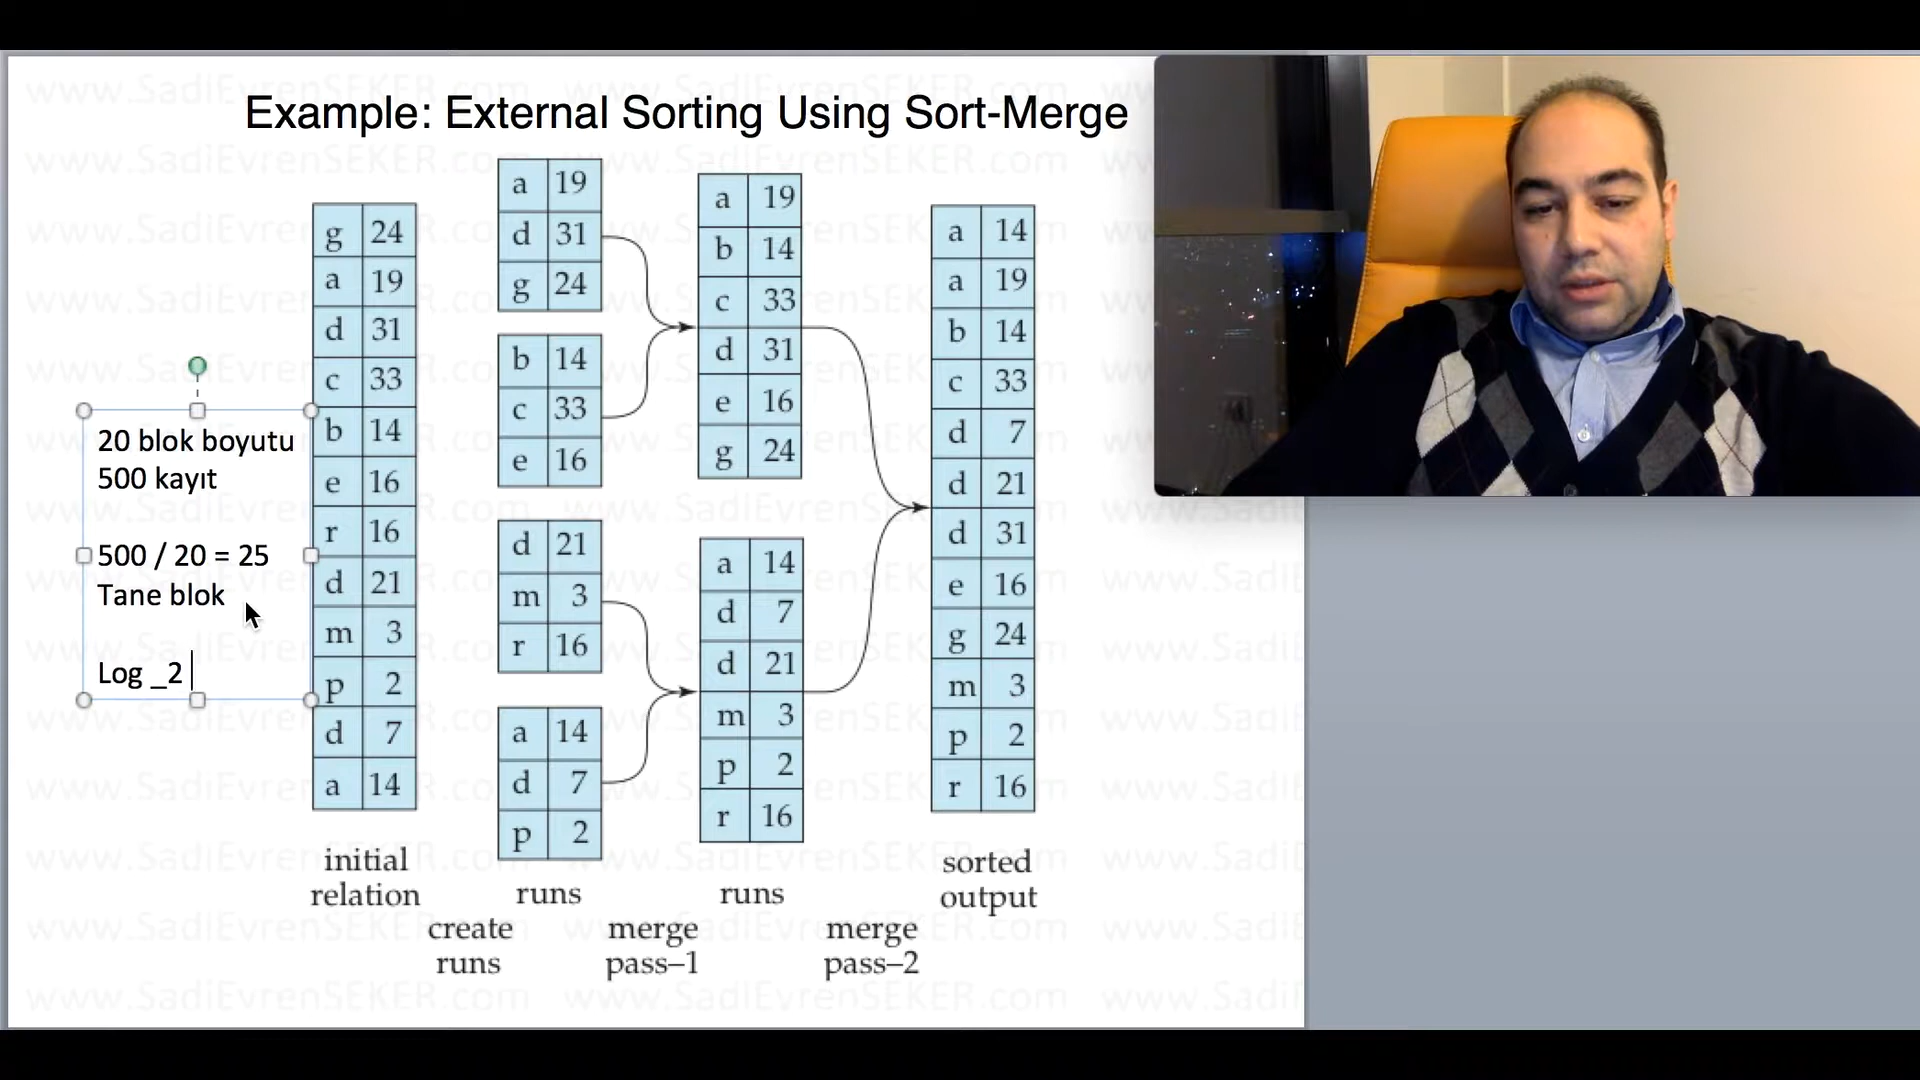 Example: External Sorting Using Sort-Merge
20 blok boyutu
500 kayıt
500 / 20 = 25
Tane blok
Log _2
g 24
a 19
d 31
c 33
b 14
e 16
r 16
d 21
m 3
p 2
d 7
a 14
initial
relation
create
runs
a 19
d 31
g 24
b 14
c 33
e 16
d 21
m 3
r 16
a 14
d 7
p 2
runs
merge
pass–1
a 19
b 14
c 33
d 31
e 16
g 24
a 14
d 7
d 21
m 3
p 2
r 16
runs
merge
pass–2
a 14
a 19
b 14
c 33
d 7
d 21
d 31
e 16
g 24
m 3
p 2
r 16
sorted
output
www.SadiEvrenSEKER.com